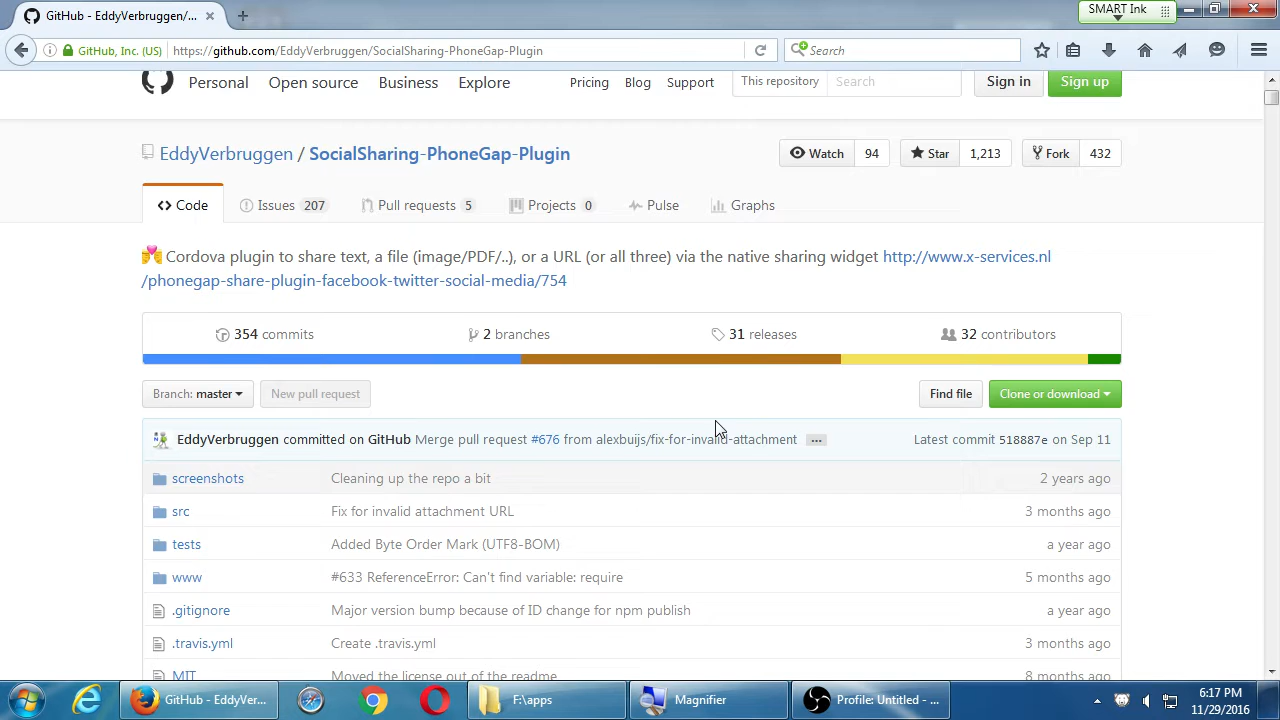 GitHub - EddyVerbruggen/...
SMART Ink
GitHub, Inc. (US)
https://github.com/EddyVerbruggen/SocialSharing-PhoneGap-Plugin
Search
Personal Open source Business Explore Pricing Blog Support This repository Search Sign in Sign up
EddyVerbruggen / SocialSharing-PhoneGap-Plugin Watch 94 Star 1,213 Fork 432
Code Issues 207 Pull requests 5 Projects 0 Pulse Graphs
Cordova plugin to share text, a file (image/PDF/..), or a URL (or all three) via the native sharing widget http://www.x-services.nl
/phonegap-share-plugin-facebook-twitter-social-media/754
354 commits 2 branches 31 releases 32 contributors
Branch: master New pull request Find file Clone or download
EddyVerbruggen committed on GitHub Merge pull request #676 from alexbuijs/fix-for-invalid-attachment ... Latest commit 518887e on Sep 11
screenshots Cleaning up the repo a bit 2 years ago
src Fix for invalid attachment URL 3 months ago
tests Added Byte Order Mark (UTF8-BOM) a year ago
www #633 ReferenceError: Can't find variable: require 5 months ago
.gitignore Major version bump because of ID change for npm publish a year ago
.travis.yml Create .travis.yml 3 months ago
MIT Moved the license out of the readme 8 months ago
GitHub - EddyVer... F:\apps Magnifier Profile: Untitled - ... 6:17 PM
11/29/2016